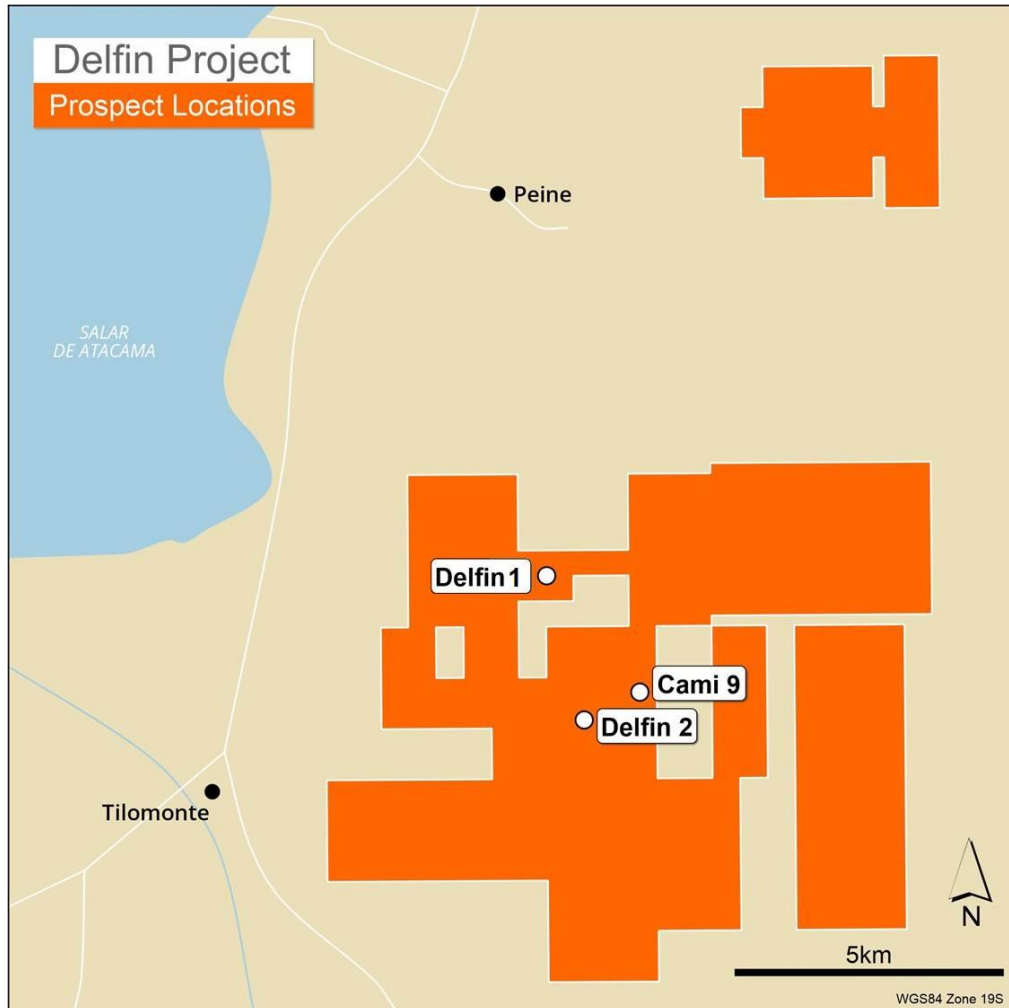 Delfin Project
Prospect Locations
Peine
SALAR
DE ATACAMA
Delfin 1
Cami 9
Delfin 2
Tilomonte
N
5km
WGS84 Zone 19S